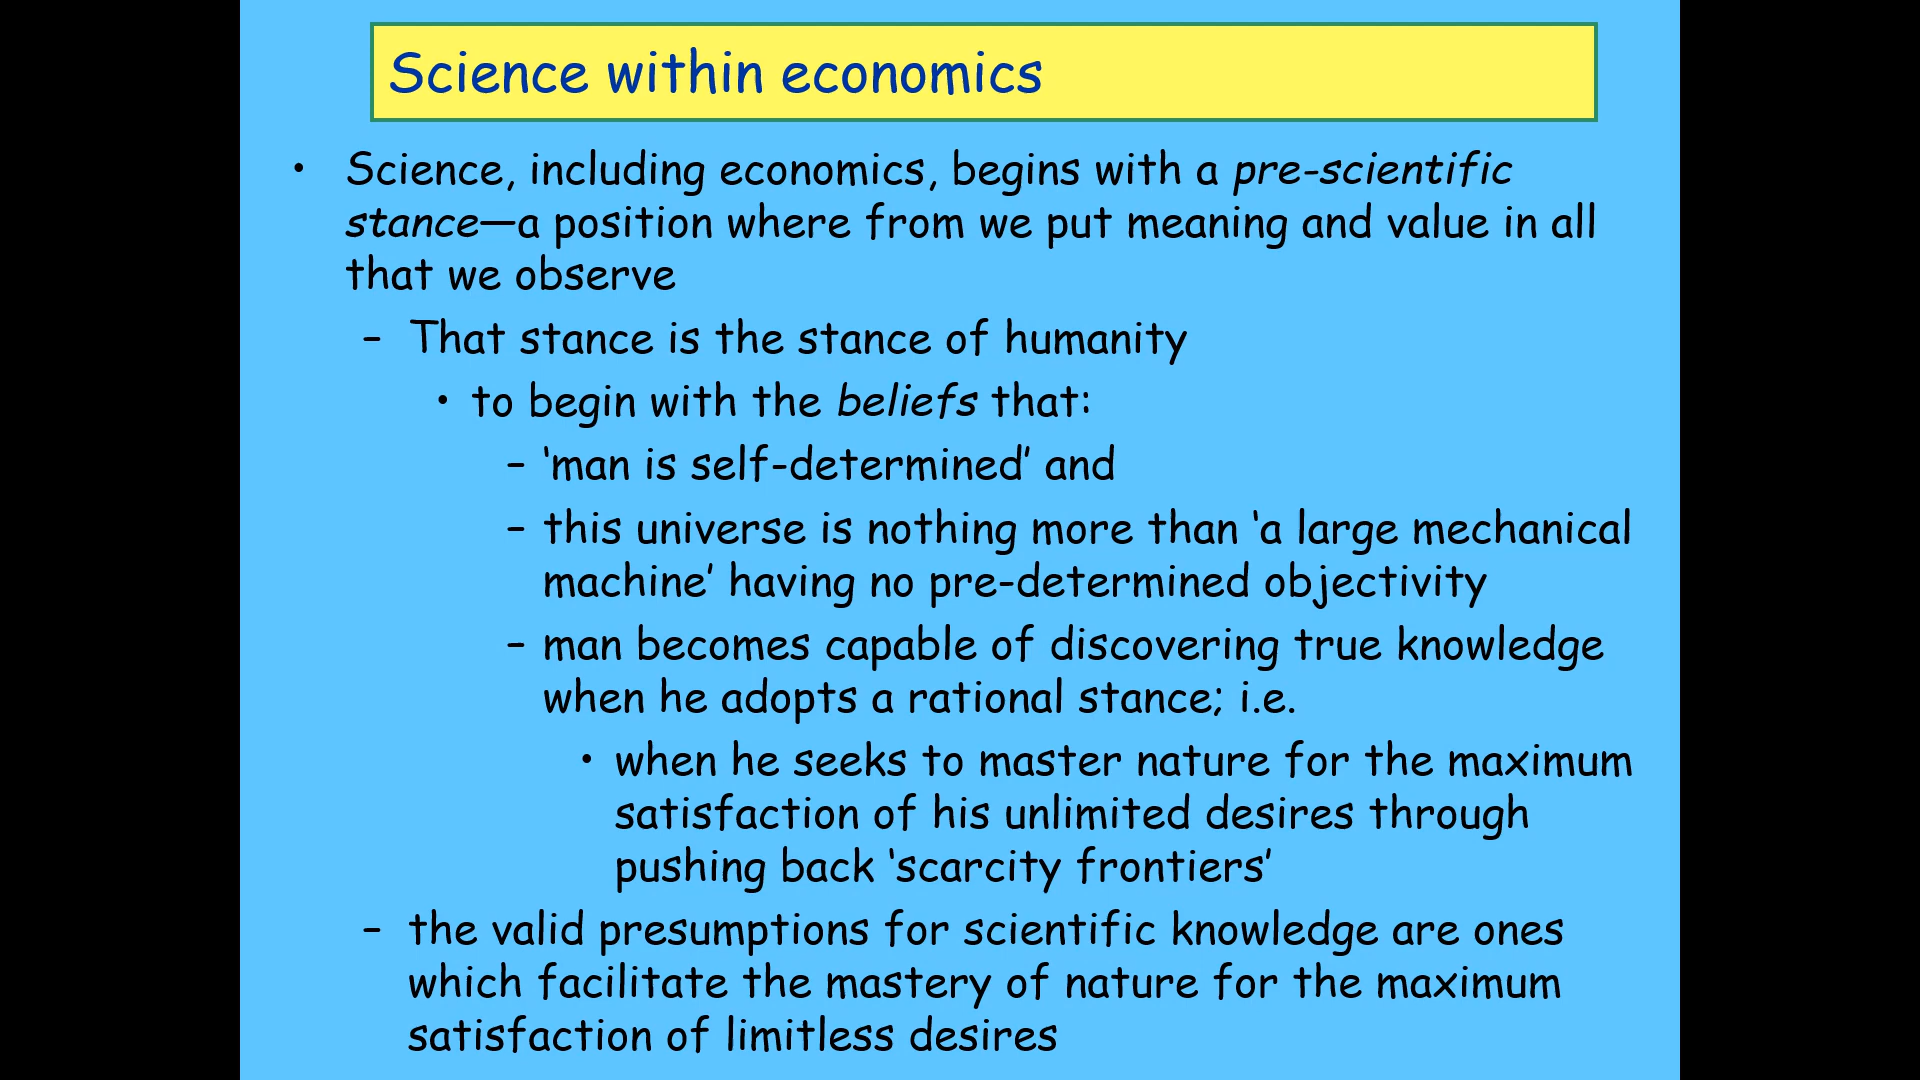 Science within economics
• Science, including economics, begins with a pre-scientific
stance—a position where from we put meaning and value in all
that we observe
– That stance is the stance of humanity
• to begin with the beliefs that:
– ‘man is self-determined’ and
– this universe is nothing more than ‘a large mechanical
machine’ having no pre-determined objectivity
– man becomes capable of discovering true knowledge
when he adopts a rational stance; i.e.
• when he seeks to master nature for the maximum
satisfaction of his unlimited desires through
pushing back ‘scarcity frontiers’
– the valid presumptions for scientific knowledge are ones
which facilitate the mastery of nature for the maximum
satisfaction of limitless desires